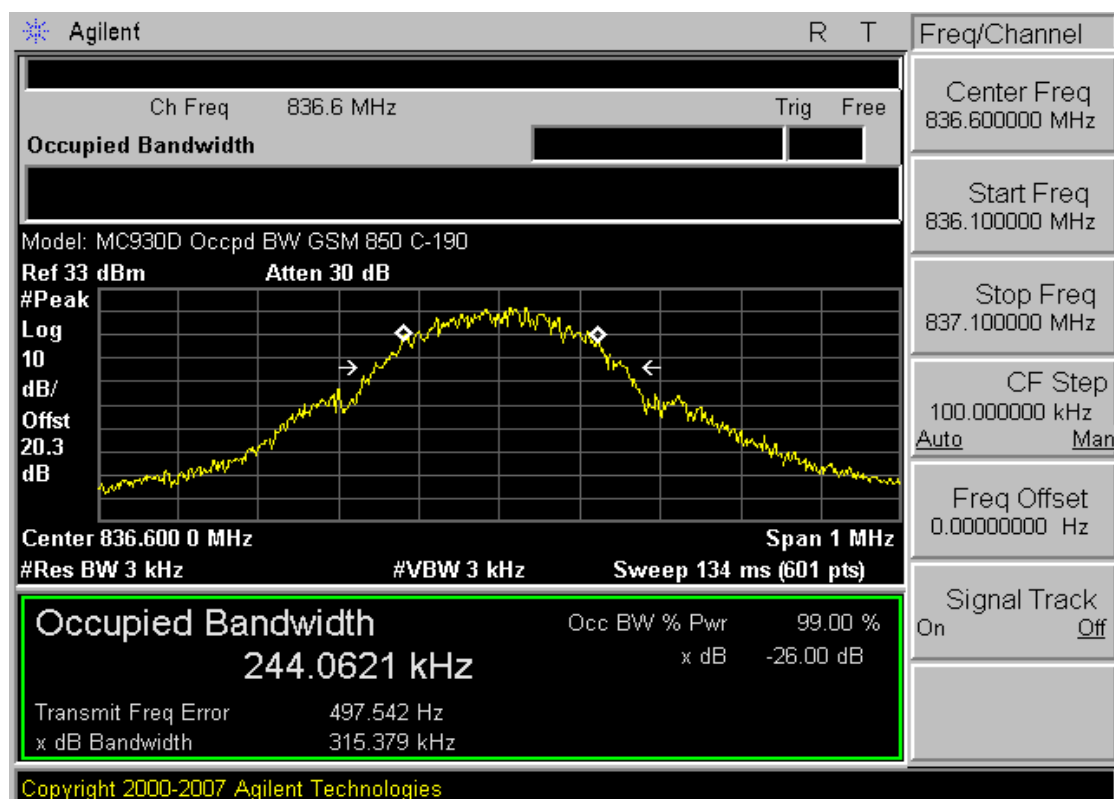 Agilent R T
Ch Freq 836.6 MHz Trig Free
Occupied Bandwidth
Model: MC930D Occpd BW GSM 850 C-190
Ref 33 dBm Atten 30 dB
#Peak
Log
10
dB/
Offst
20.3
dB
Center 836.600 0 MHz Span 1 MHz
#Res BW 3 kHz #VBW 3 kHz Sweep 134 ms (601 pts)
Occupied Bandwidth Occ BW % Pwr 99.00 %
244.0621 kHz x dB -26.00 dB
Transmit Freq Error 497.542 Hz
x dB Bandwidth 315.379 kHz
Copyright 2000-2007 Agilent Technologies
Freq/Channel
Center Freq
836.600000 MHz
Start Freq
836.100000 MHz
Stop Freq
837.100000 MHz
CF Step
100.000000 kHz
Auto Man
Freq Offset
0.00000000 Hz
Signal Track
On Off